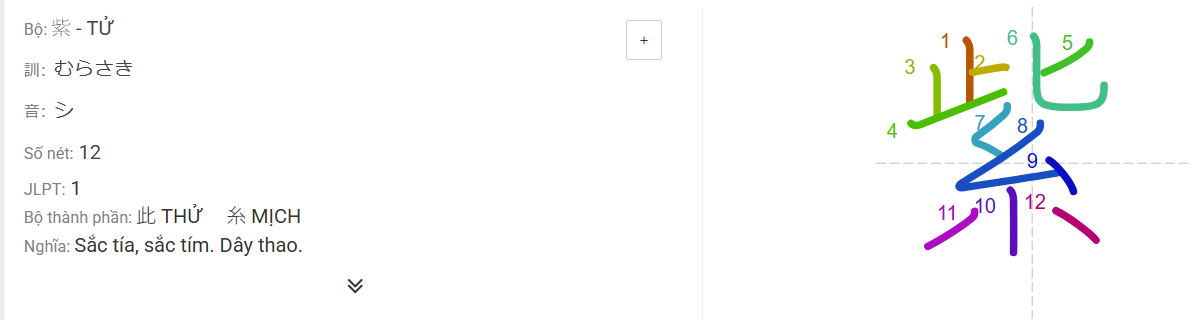 Bộ: 紫 - TỬ
+
訓: むらさき
音: シ
Số nét: 12
JLPT: 1
Bộ thành phần: 此 THỬ 糸 MỊCH
Nghĩa: Sắc tía, sắc tím. Dây thao.
1 2 3 4 5 6 7 8 9 10 11 12